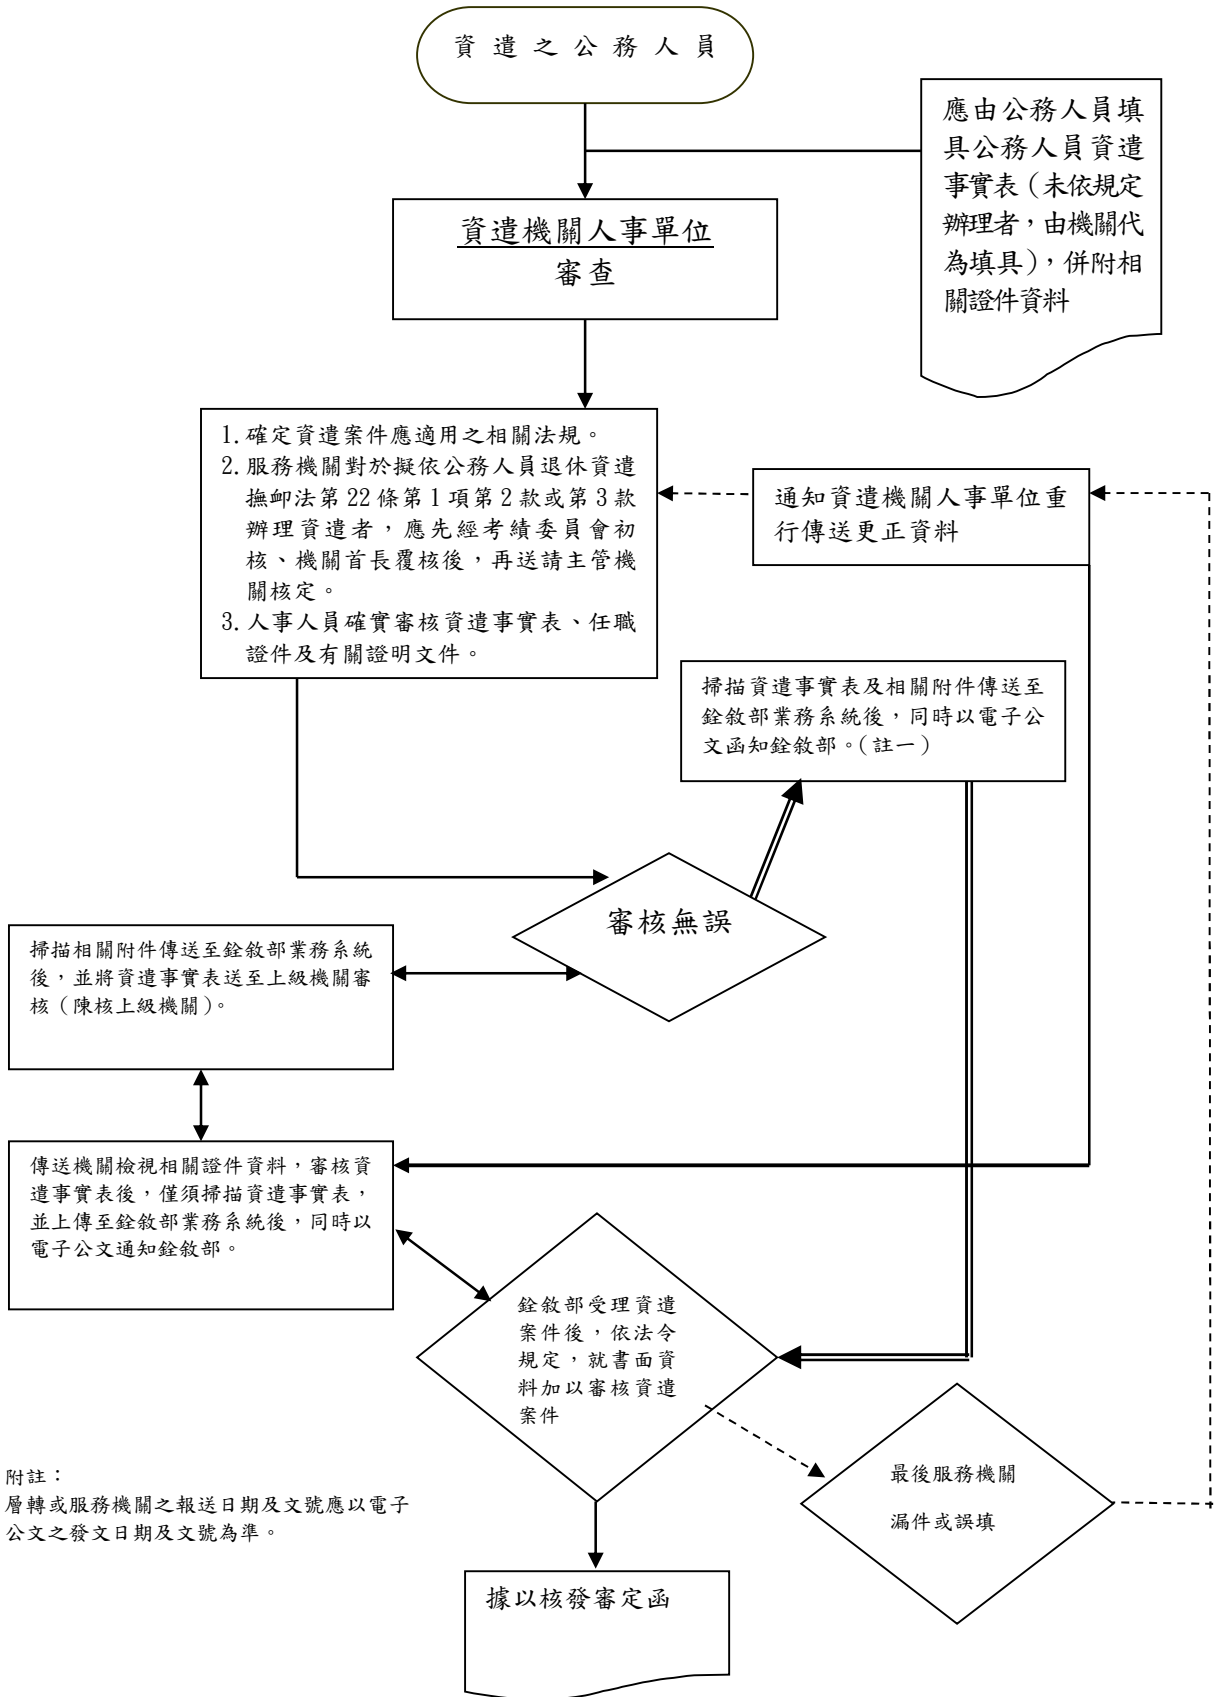 資遣之公務人員
應由公務人員填
具公務人員資遣
事實表（未依規定
辦理者，由機關代
為填具），併附相
關證件資料
資遣機關人事單位
審查
1.確定資遣案件應適用之相關法規。
2.服務機關對於擬依公務人員退休資遣
撫卹法第22條第1項第2款或第3款
辦理資遣者，應先經考績委員會初
核、機關首長覆核後，再送請主管機
關核定。
3.人事人員確實審核資遣事實表、任職
證件及有關證明文件。
通知資遣機關人事單位重
行傳送更正資料
掃描資遣事實表及相關附件傳送至
銓敘部業務系統後，同時以電子公
文函知銓敘部。（註一）
審核無誤
掃描相關附件傳送至銓敘部業務系統
後，並將資遣事實表送至上級機關審
核（陳核上級機關）。
傳送機關檢視相關證件資料，審核資
遣事實表後，僅須掃描資遣事實表，
並上傳至銓敘部業務系統後，同時以
電子公文通知銓敘部。
銓敘部受理資遣
案件後，依法令
規定，就書面資
料加以審核資遣
案件
最後服務機關
漏件或誤填
附註：
層轉或服務機關之報送日期及文號應以電子
公文之發文日期及文號為準。
據以核發審定函